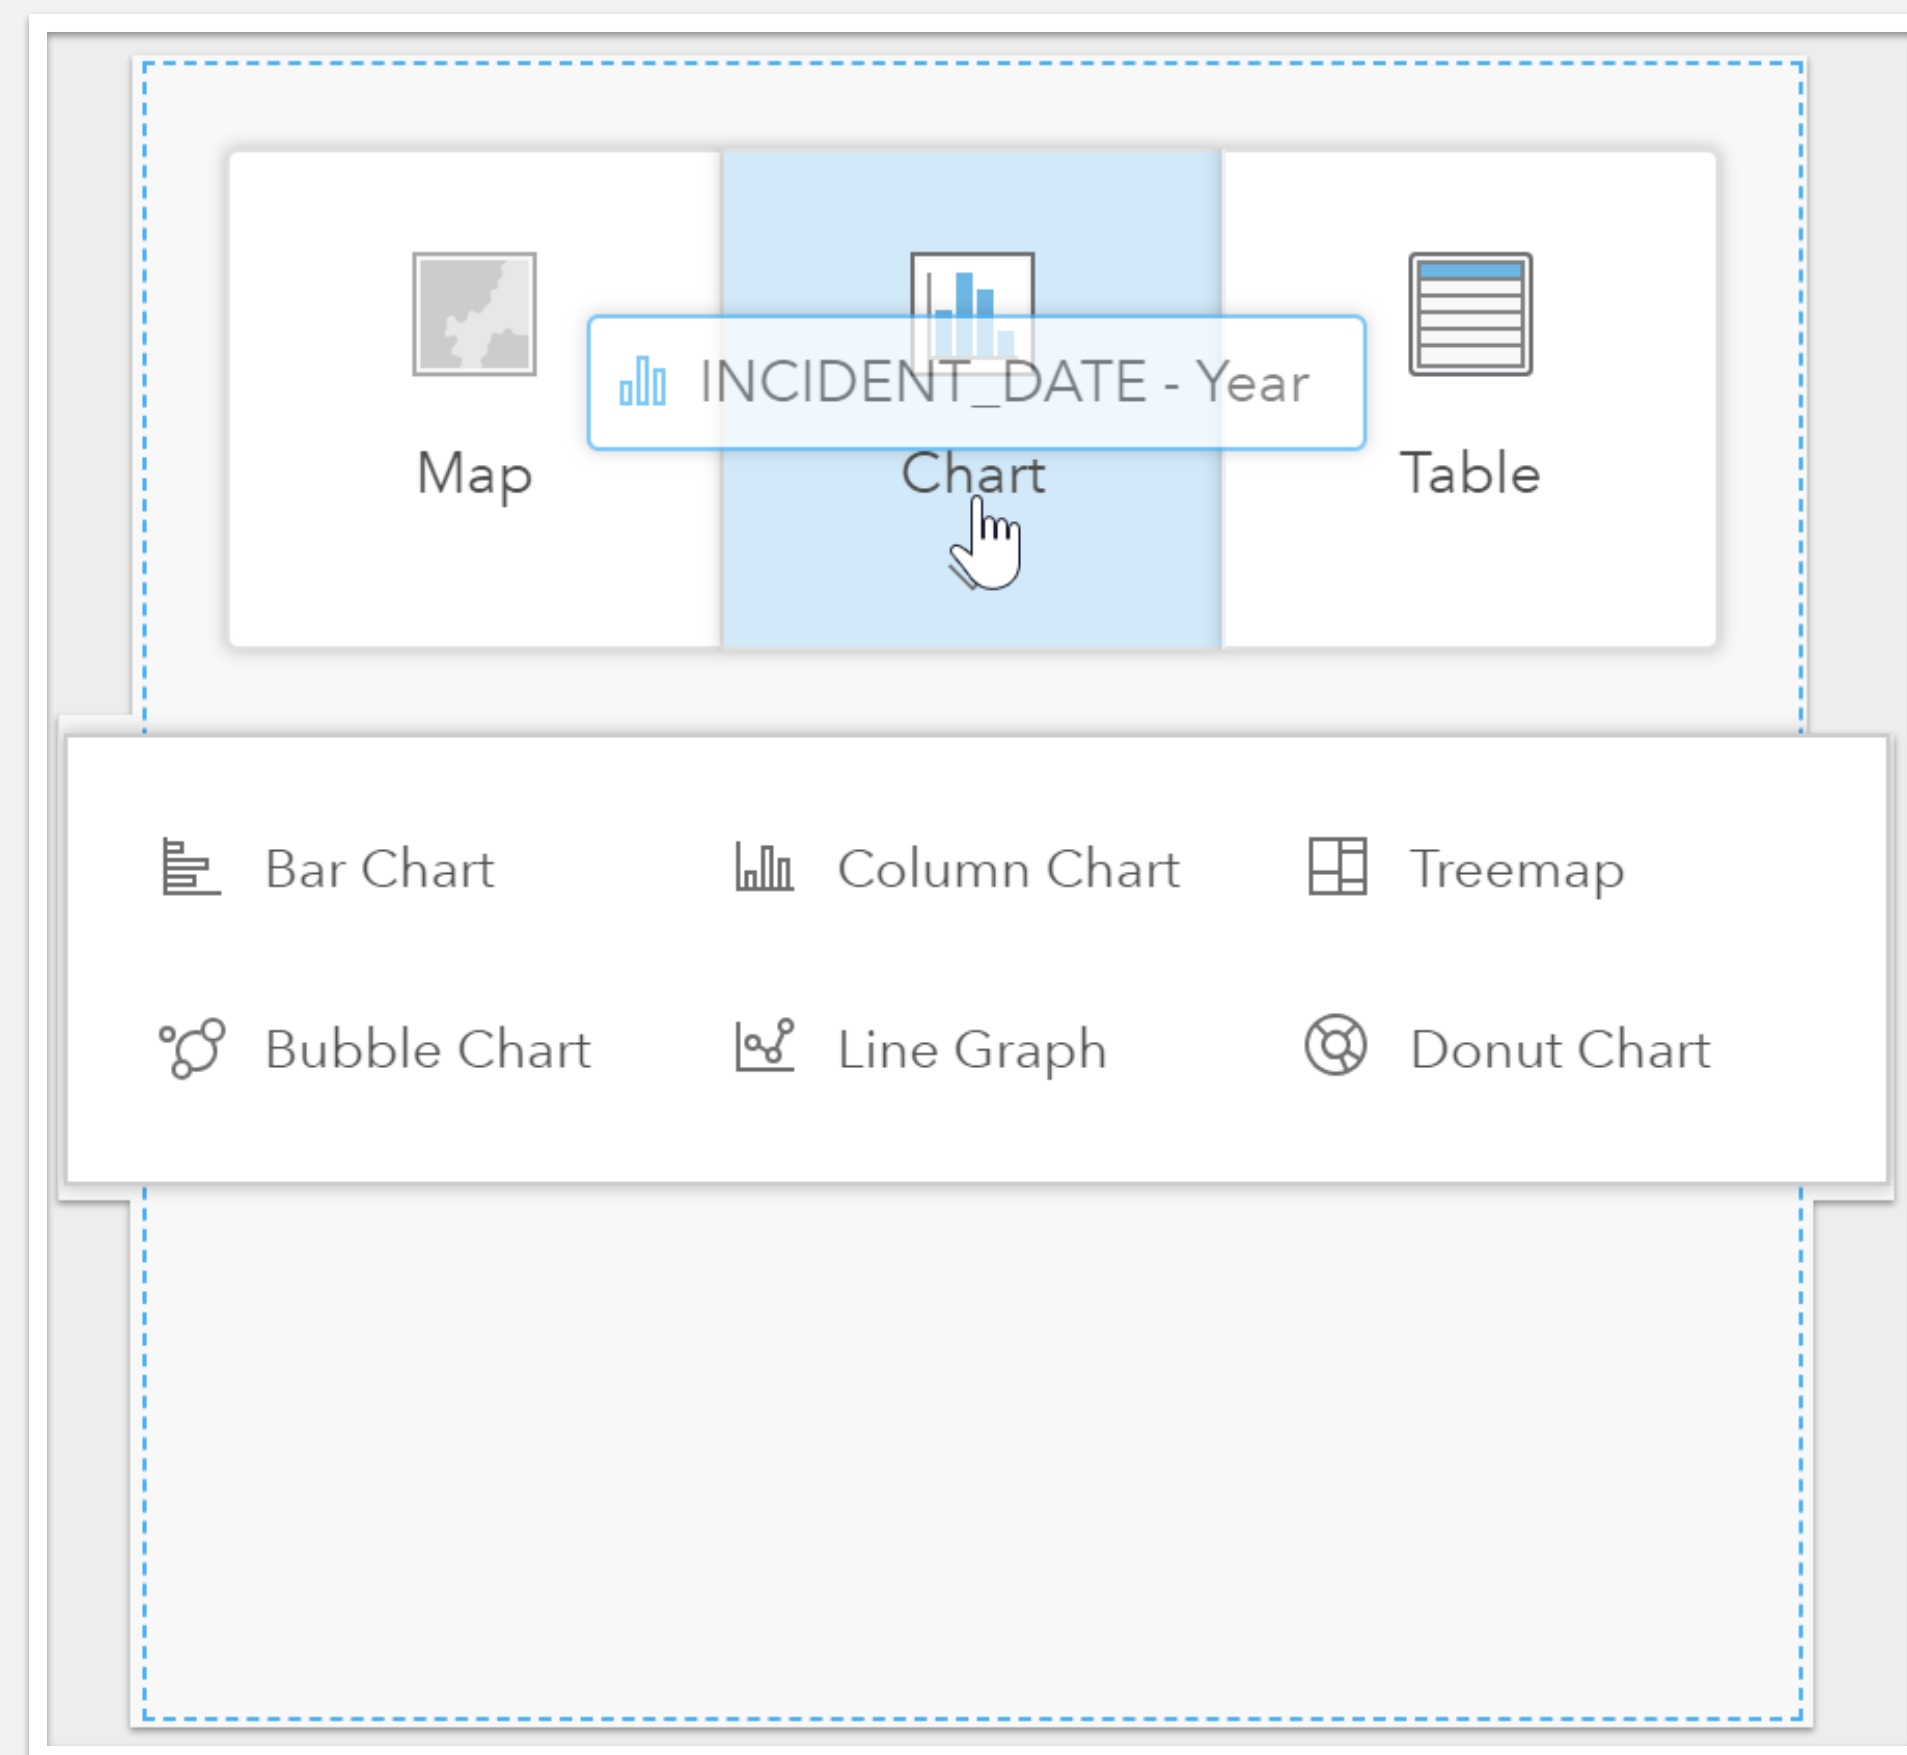 INCIDENT_DATE - Year
Map
Chart
Table
Bar Chart
Column Chart
Treemap
Bubble Chart
Line Graph
Donut Chart